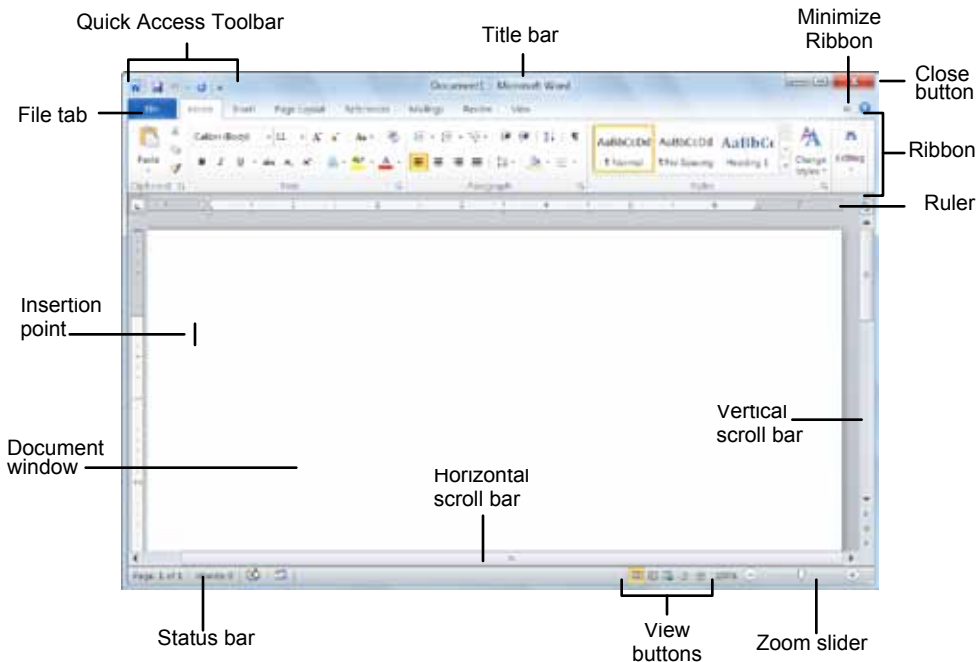 Quick Access Toolbar
Title bar
Minimize
Ribbon
Close
button
File tab
Ribbon
Ruler
Document1 - Microsoft Word
File Home Insert Page Layout References Mailings Review View
Calibri (Body) 11
AaBbCcDd AaBbCcDd AaBbCc
Paste
¶ Normal ¶ No Spacing Heading 1
Change
Styles
Editing
Clipboard Font Paragraph Styles
Insertion
point
Vertical
scroll bar
Document
window
Horizontal
scroll bar
Page: 1 of 1 Words: 0
100%
Status bar
View
buttons
Zoom slider